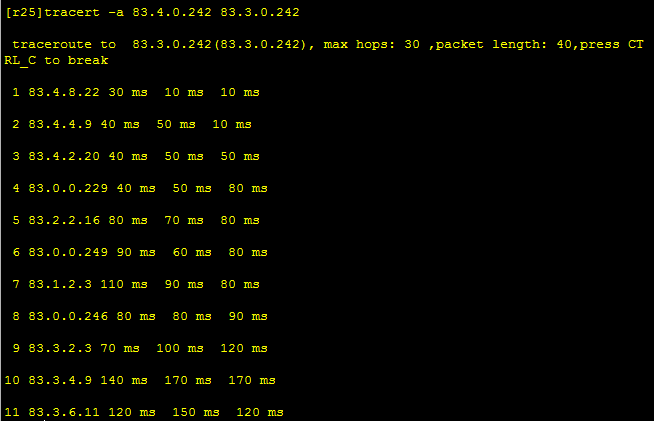 [r25]tracert -a 83.4.0.242 83.3.0.242
traceroute to  83.3.0.242(83.3.0.242), max hops: 30 ,packet length: 40,press CT
RL_C to break
1 83.4.8.22 30 ms  10 ms  10 ms
2 83.4.4.9 40 ms  50 ms  10 ms
3 83.4.2.20 40 ms  50 ms  50 ms
4 83.0.0.229 40 ms  50 ms  80 ms
5 83.2.2.16 80 ms  70 ms  80 ms
6 83.0.0.249 90 ms  60 ms  80 ms
7 83.1.2.3 110 ms  90 ms  80 ms
8 83.0.0.246 80 ms  80 ms  90 ms
9 83.3.2.3 70 ms  100 ms  120 ms
10 83.3.4.9 140 ms  170 ms  170 ms
11 83.3.6.11 120 ms  150 ms  120 ms